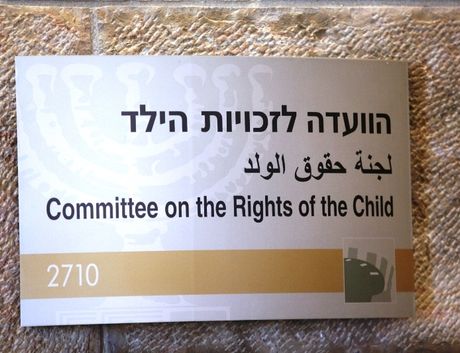 הוועדה לזכויות הילד
لجنة حقوق الولد
Committee on the Rights of the Child
2710